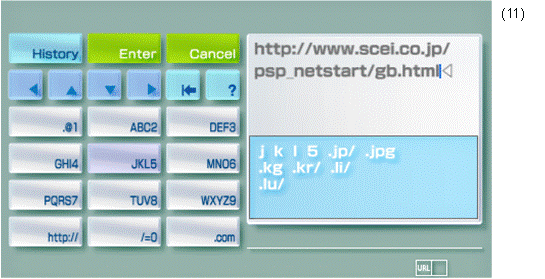 (11)
History Enter Cancel
?
.@1 ABC2 DEF3
GHI4 JKL5 MNO6
PQRS7 TUV8 WXYZ9
http:// /=0 .com
http://www.scei.co.jp/
psp_netstart/gb.html
j k l 5 .jp/ .jpg
.kg .kr/ .li/
.lu/
URL